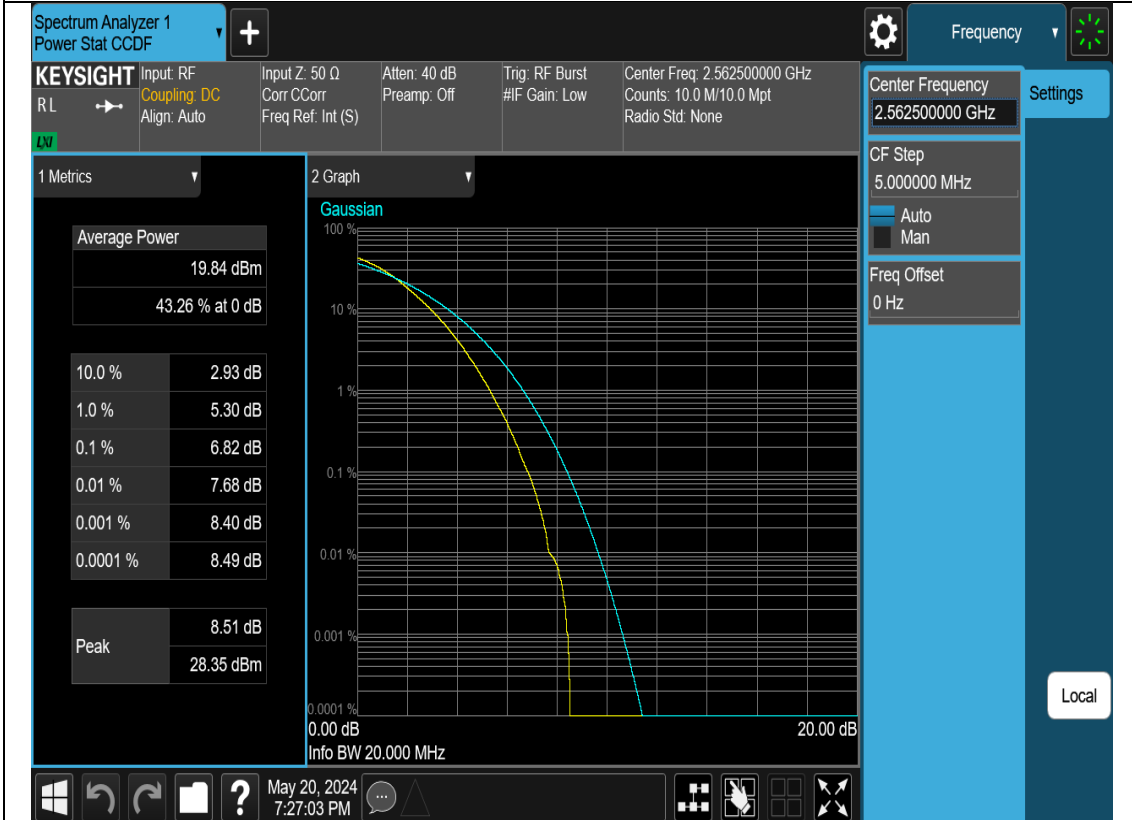 Spectrum Analyzer 1
Power Stat CCDF
▼
+
Frequency
▼
KEYSIGHT
RL
LXI
Input: RF
Coupling: DC
Align: Auto
Input Z: 50 Ω
Corr CCorr
Freq Ref: Int (S)
Atten: 40 dB
Preamp: Off
Trig: RF Burst
#IF Gain: Low
Center Freq: 2.562500000 GHz
Counts: 10.0 M/10.0 Mpt
Radio Std: None
Center Frequency
2.562500000 GHz
Settings
CF Step
5.000000 MHz
Auto
Man
Freq Offset
0 Hz
1 Metrics ▼
Average Power
19.84 dBm
43.26 % at 0 dB
10.0 % 2.93 dB
1.0 % 5.30 dB
0.1 % 6.82 dB
0.01 % 7.68 dB
0.001 % 8.40 dB
0.0001 % 8.49 dB
Peak 8.51 dB
28.35 dBm
2 Graph ▼
Gaussian
100 %
10 %
1 %
0.1 %
0.01 %
0.001 %
0.0001 %
0.00 dB 20.00 dB
Info BW 20.000 MHz
Local
?
May 20, 2024
7:27:03 PM